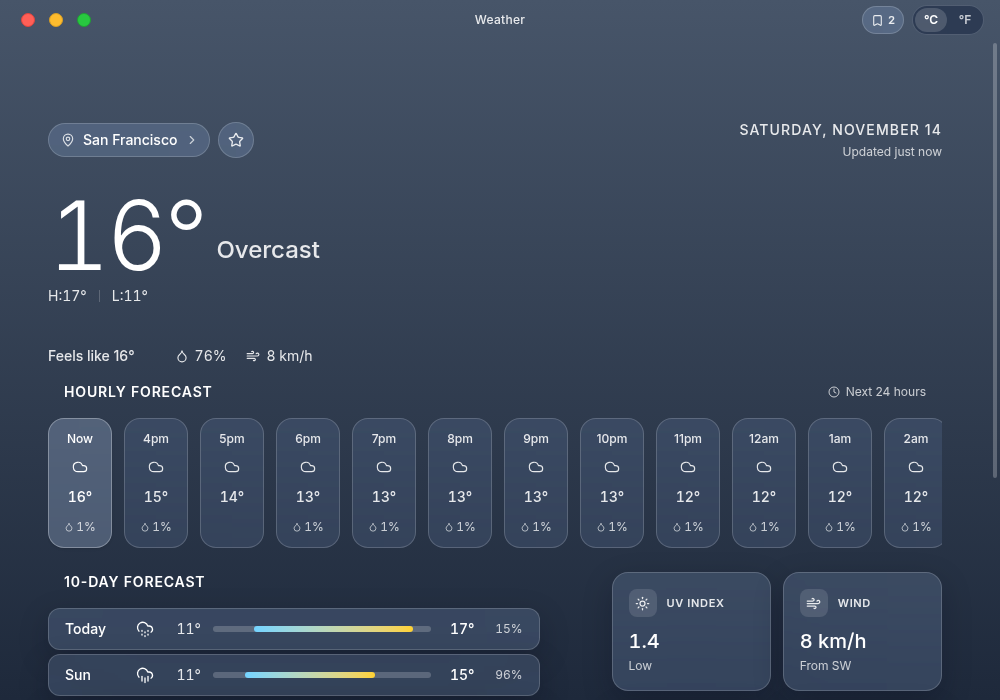 Weather
2
°C °F
San Francisco
SATURDAY, NOVEMBER 14
Updated just now
16°
Overcast
H:17° L:11°
Feels like 16° 76% 8 km/h
HOURLY FORECAST
Next 24 hours
Now 4pm 5pm 6pm 7pm 8pm 9pm 10pm 11pm 12am 1am 2am
16° 15° 14° 13° 13° 13° 13° 13° 12° 12° 12° 12°
1% 1% 1% 1% 1% 1% 1% 1% 1% 1% 1%
10-DAY FORECAST
Today 11° 17° 15%
Sun 11° 15° 96%
UV INDEX
1.4
Low
WIND
8 km/h
From SW